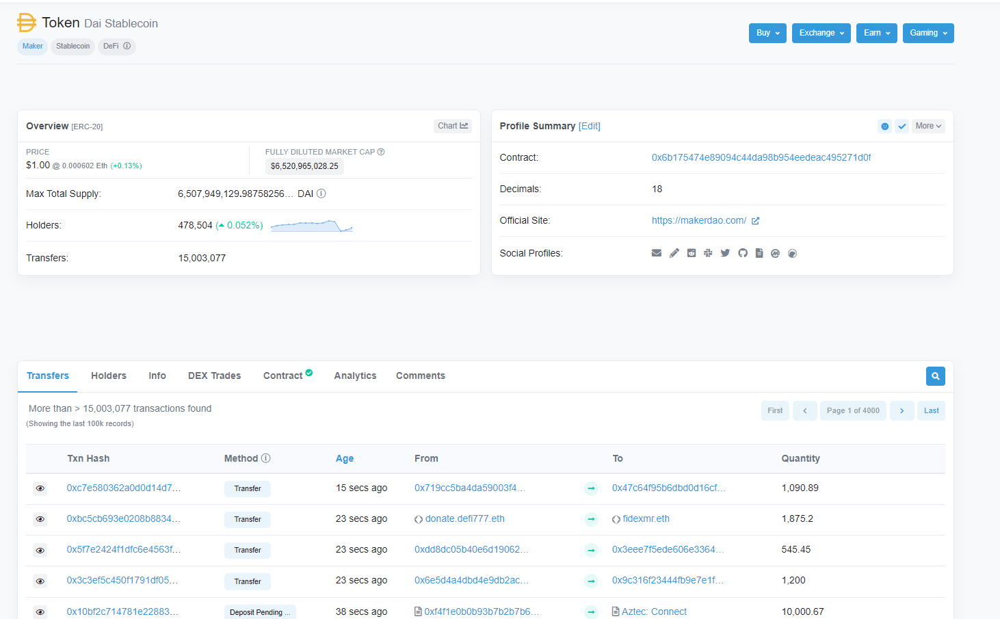 Token Dai Stablecoin
Maker Stablecoin DeFi
Buy Exchange Earn Gaming
Overview [ERC-20] Chart
PRICE
$1.00 @ 0.000602 Eth (+0.13%)
FULLY DILUTED MARKET CAP
$6,520,965,028.25
Max Total Supply: 6,507,949,129.98758256... DAI
Holders: 478,504 (0.052%)
Transfers: 15,003,077
Profile Summary [Edit] More
Contract: 0x6b175474e89094c44da98b954eedeac495271d0f
Decimals: 18
Official Site: https://makerdao.com/
Social Profiles:
Transfers Holders Info DEX Trades Contract Analytics Comments
More than > 15,003,077 transactions found
(Showing the last 100k records)
First Page 1 of 4000 Last
Txn Hash Method Age From To Quantity
0xc7e580362a0d0d14d7... Transfer 15 secs ago 0x719cc5ba4da59003f4... 0x47c64f95b6dbd0d16cf... 1,090.89
0xbc5cb693e0208b8834... Transfer 23 secs ago donate.defi777.eth fidexmr.eth 1,875.2
0x5f7e2424f1dfc6e4563f... Transfer 23 secs ago 0xdd8dc05b40e6d19062... 0x3eee7f5ede606e3364... 545.45
0x3c3ef5c450f1791df05... Transfer 23 secs ago 0x6e5d4a4dbd4e9db2ac... 0x9c316f23444fb9e7e1f... 1,200
0x10bf2c714781e22883... Deposit Pending ... 38 secs ago 0xf4f1e0b0b93b7b2b7b6... Aztec: Connect 10,000.67